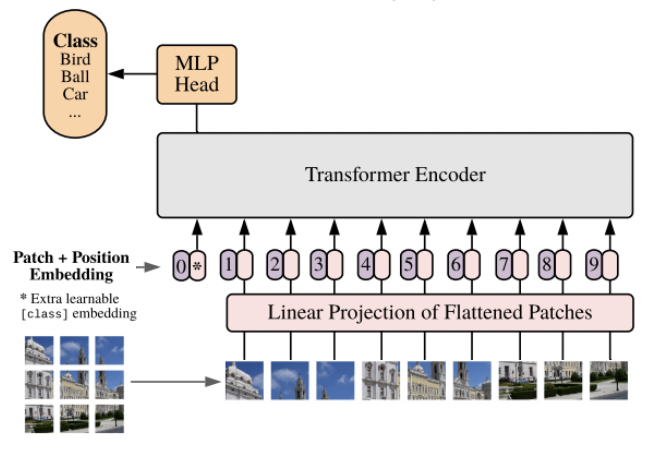 Class
Bird
Ball
Car
...
MLP
Head
Transformer Encoder
Patch + Position
Embedding
* Extra learnable
[class] embedding
0 * 1 2 3 4 5 6 7 8 9
Linear Projection of Flattened Patches